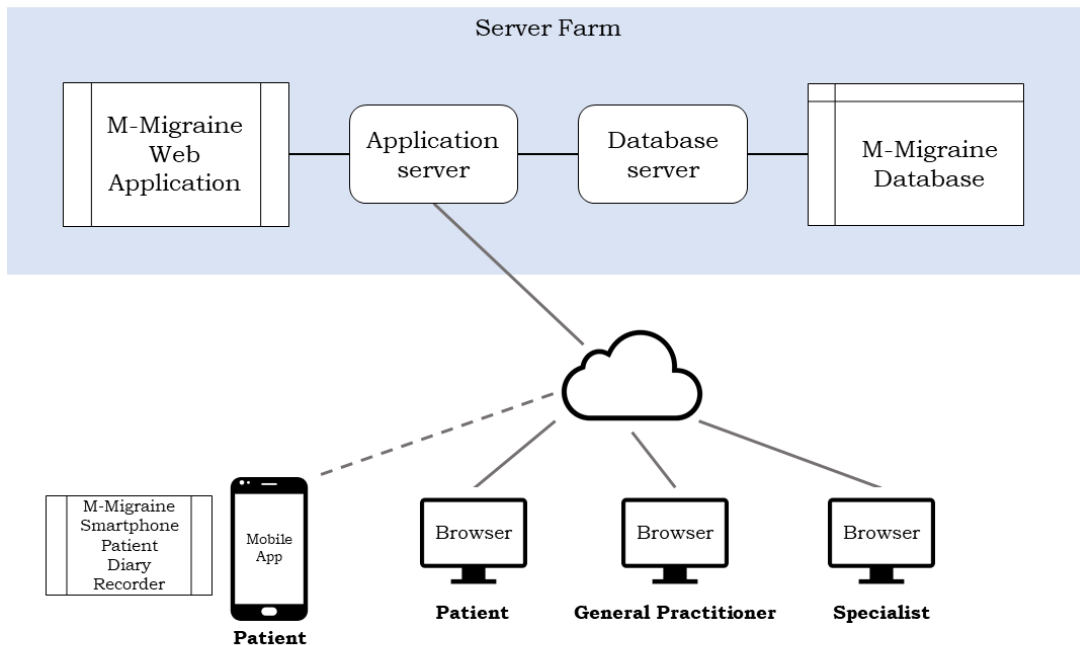 Server Farm
M-Migraine
Web
Application
Application
server
Database
server
M-Migraine
Database
M-Migraine
Smartphone
Patient
Diary
Recorder
Mobile
App
Patient
Browser
Patient
Browser
General Practitioner
Browser
Specialist